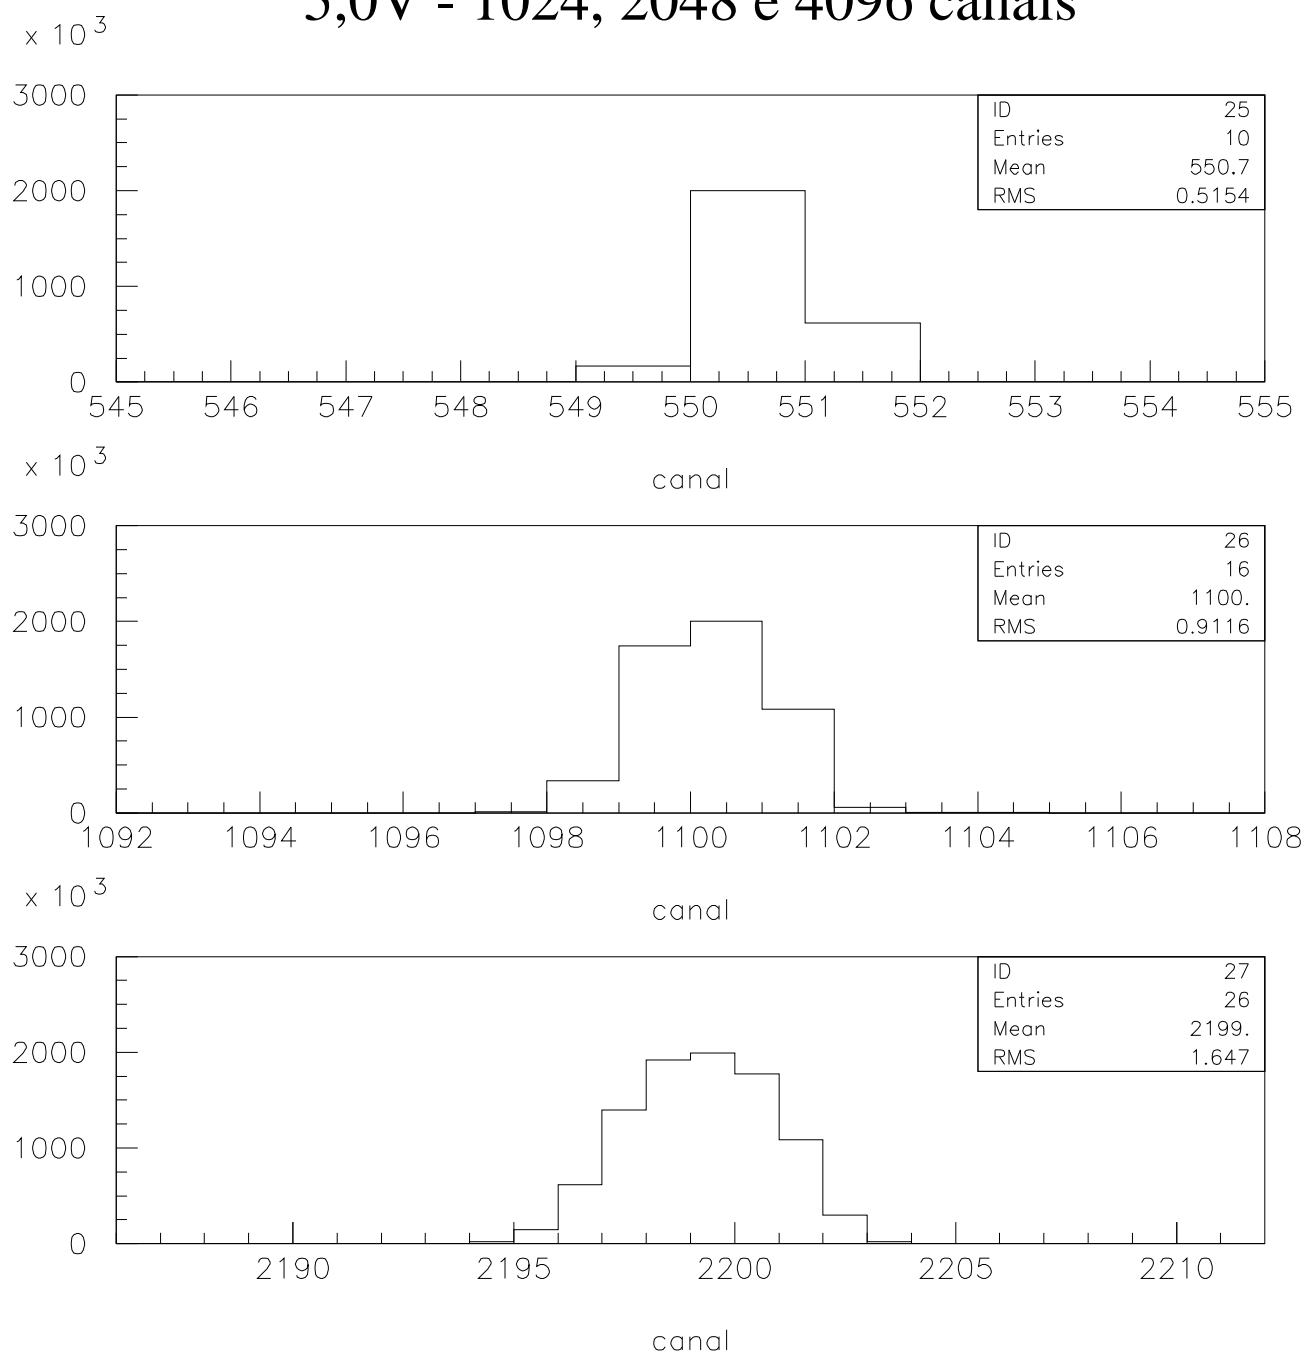 5,0V - 1024, 2048 e 4096 canais
x 10 3
3000
2000
1000
0
545 546 547 548 549 550 551 552 553 554 555
ID 25
Entries 10
Mean 550.7
RMS 0.5154
canal
x 10 3
3000
2000
1000
0
1092 1094 1096 1098 1100 1102 1104 1106 1108
ID 26
Entries 16
Mean 1100.
RMS 0.9116
canal
x 10 3
3000
2000
1000
0
2190 2195 2200 2205 2210
ID 27
Entries 26
Mean 2199.
RMS 1.647
canal